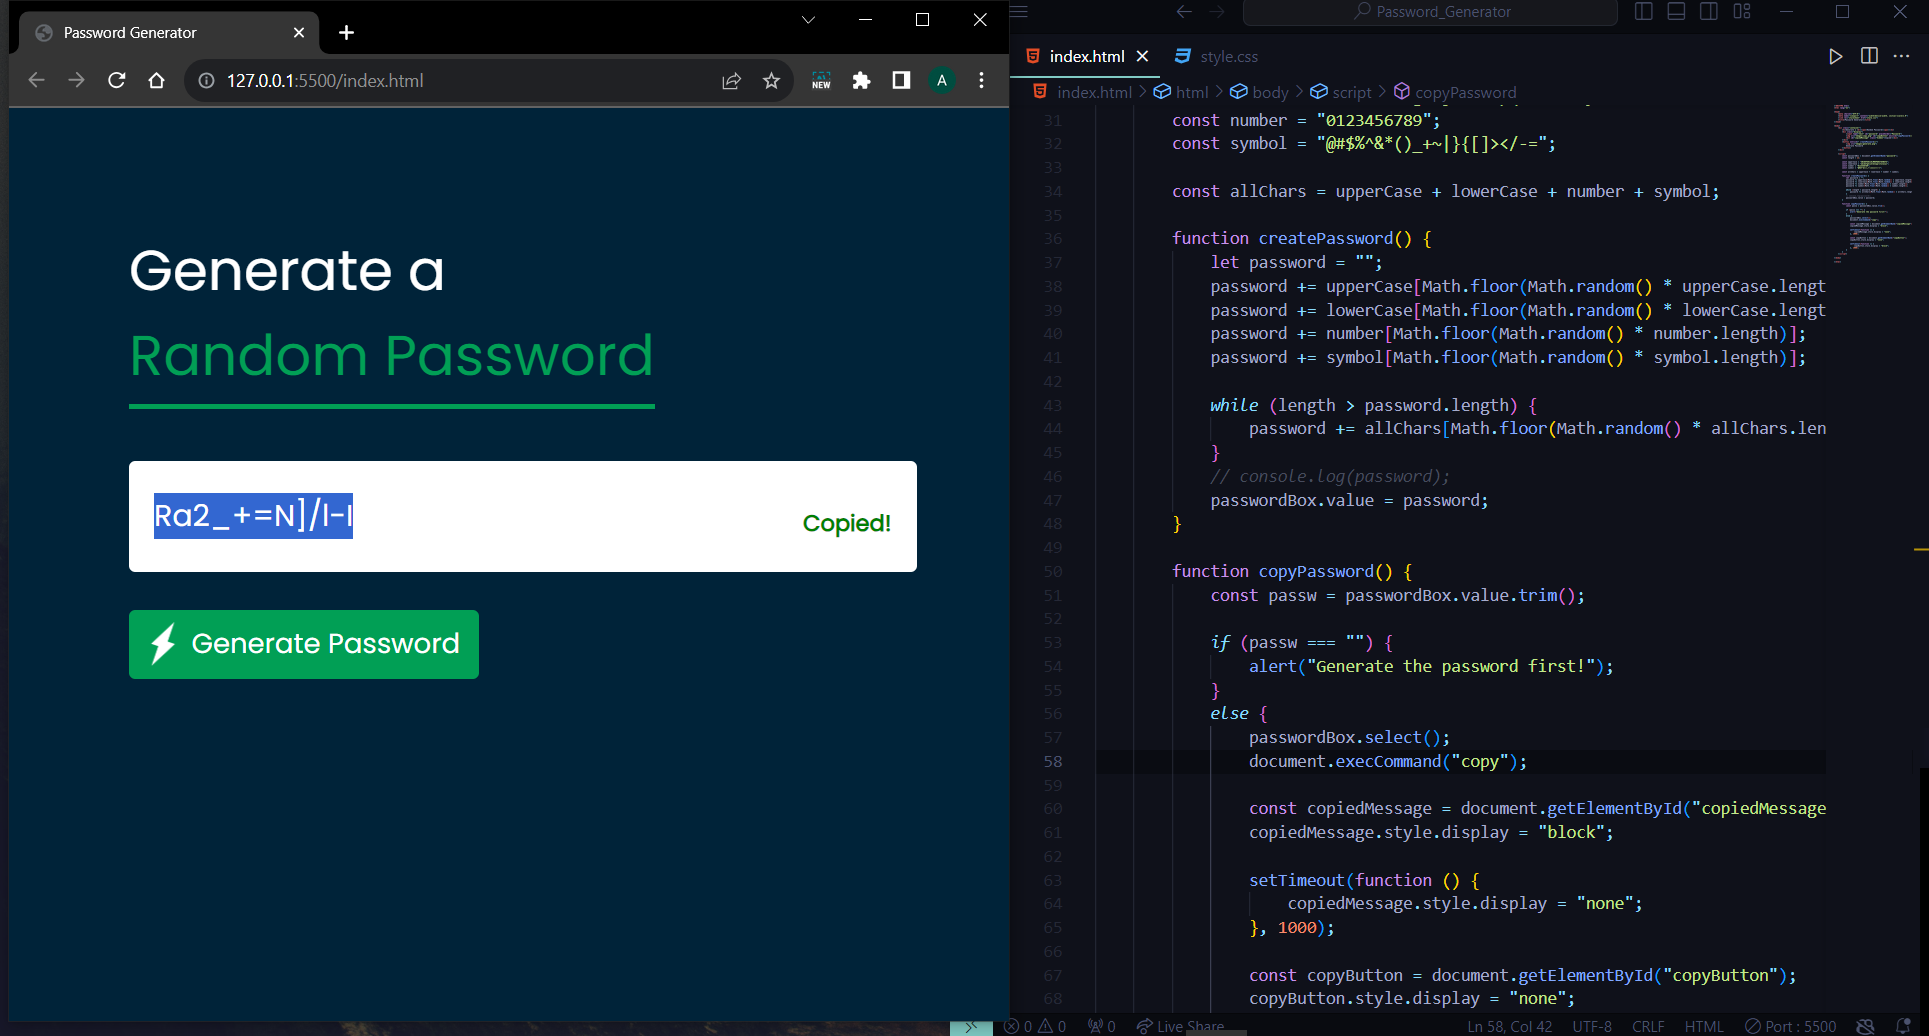 Password Generator
127.0.0.1:5500/index.html
NEW
A
Generate a
Random Password
Copied!
Generate Password
Password_Generator
index.html
style.css
index.html > html > body > script > copyPassword
31 const number = "0123456789";
32 const symbol = "@#$%^&*()_+~|}{[]></-=";
33
34 const allChars = upperCase + lowerCase + number + symbol;
35
36 function createPassword() {
37 let password = "";
38 password += upperCase[Math.floor(Math.random() * upperCase.lengt
39 password += lowerCase[Math.floor(Math.random() * lowerCase.lengt
40 password += number[Math.floor(Math.random() * number.length)];
41 password += symbol[Math.floor(Math.random() * symbol.length)];
42
43 while (length > password.length) {
44 password += allChars[Math.floor(Math.random() * allChars.len
45 }
46 // console.log(password);
47 passwordBox.value = password;
48 }
49
50 function copyPassword() {
51 const passw = passwordBox.value.trim();
52
53 if (passw === "") {
54 alert("Generate the password first!");
55 }
56 else {
57 passwordBox.select();
58 document.execCommand("copy");
59
60 const copiedMessage = document.getElementById("copiedMessage
61 copiedMessage.style.display = "block";
62
63 setTimeout(function () {
64 copiedMessage.style.display = "none";
65 }, 1000);
66
67 const copyButton = document.getElementById("copyButton");
68 copyButton.style.display = "none";
0 0 0 Live Share Ln 58, Col 42 UTF-8 CRLF HTML Port : 5500